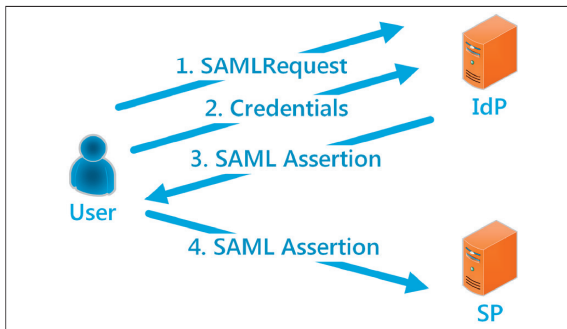 1. SAMLRequest
2. Credentials
IdP
3. SAML Assertion
User
4. SAML Assertion
SP